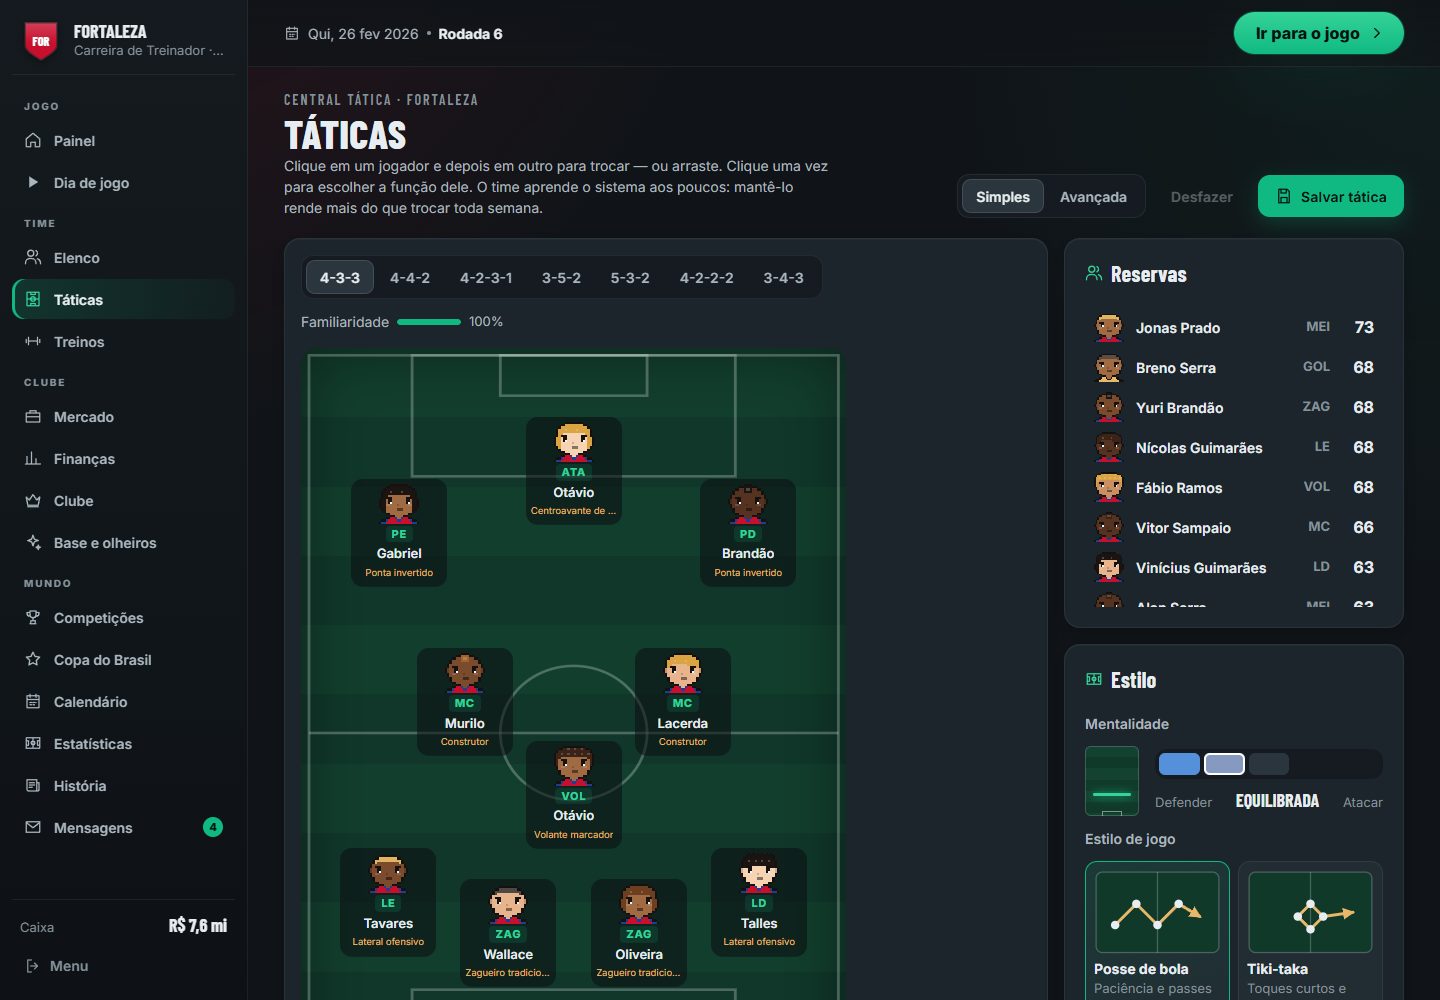 FOR
FORTALEZA
Carreira de Treinador ·...
JOGO
Painel
Dia de jogo
TIME
Elenco
Táticas
Treinos
CLUBE
Mercado
Finanças
Clube
Base e olheiros
MUNDO
Competições
Copa do Brasil
Calendário
Estatísticas
História
Mensagens 4
Caixa R$ 7,6 mi
Menu
Qui, 26 fev 2026 • Rodada 6
Ir para o jogo
CENTRAL TÁTICA · FORTALEZA
TÁTICAS
Clique em um jogador e depois em outro para trocar — ou arraste. Clique uma vez
para escolher a função dele. O time aprende o sistema aos poucos: mantê-lo
rende mais do que trocar toda semana.
Simples Avançada Desfazer Salvar tática
4-3-3 4-4-2 4-2-3-1 3-5-2 5-3-2 4-2-2-2 3-4-3
Familiaridade 100%
ATA
Otávio
Centroavante de ...
PE
Gabriel
Ponta invertido
PD
Brandão
Ponta invertido
MC
Murilo
Construtor
MC
Lacerda
Construtor
VOL
Otávio
Volante marcador
LE
Tavares
Lateral ofensivo
ZAG
Wallace
Zagueiro tradicio...
ZAG
Oliveira
Zagueiro tradicio...
LD
Talles
Lateral ofensivo
Reservas
Jonas Prado MEI 73
Breno Serra GOL 68
Yuri Brandão ZAG 68
Nícolas Guimarães LE 68
Fábio Ramos VOL 68
Vitor Sampaio MC 66
Vinícius Guimarães LD 63
Estilo
Mentalidade
Defender EQUILIBRADA Atacar
Estilo de jogo
Posse de bola
Paciência e passes
Tiki-taka
Toques curtos e